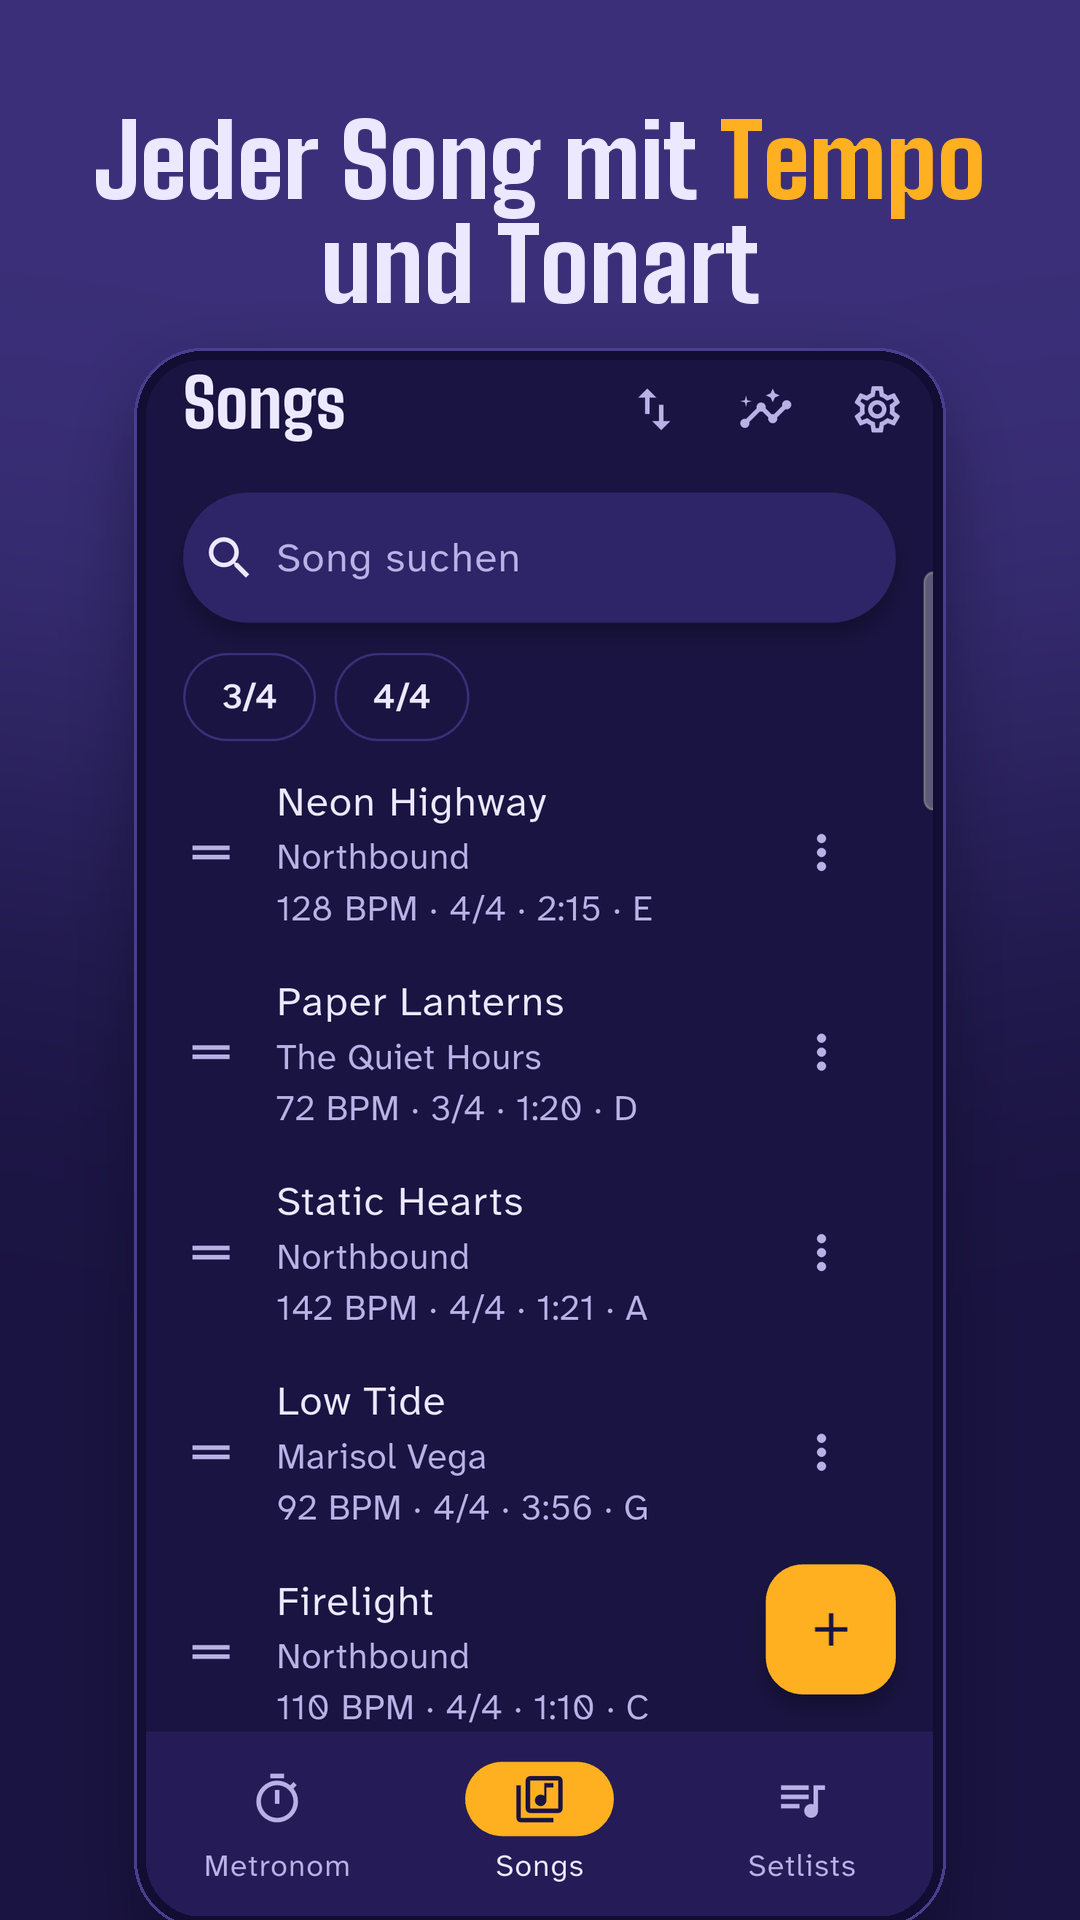 Jeder Song mit Tempo
und Tonart
Songs
Song suchen
3/4
4/4
Neon Highway
Northbound
128 BPM · 4/4 · 2:15 · E
Paper Lanterns
The Quiet Hours
72 BPM · 3/4 · 1:20 · D
Static Hearts
Northbound
142 BPM · 4/4 · 1:21 · A
Low Tide
Marisol Vega
92 BPM · 4/4 · 3:56 · G
Firelight
Northbound
110 BPM · 4/4 · 1:10 · C
Metronom
Songs
Setlists